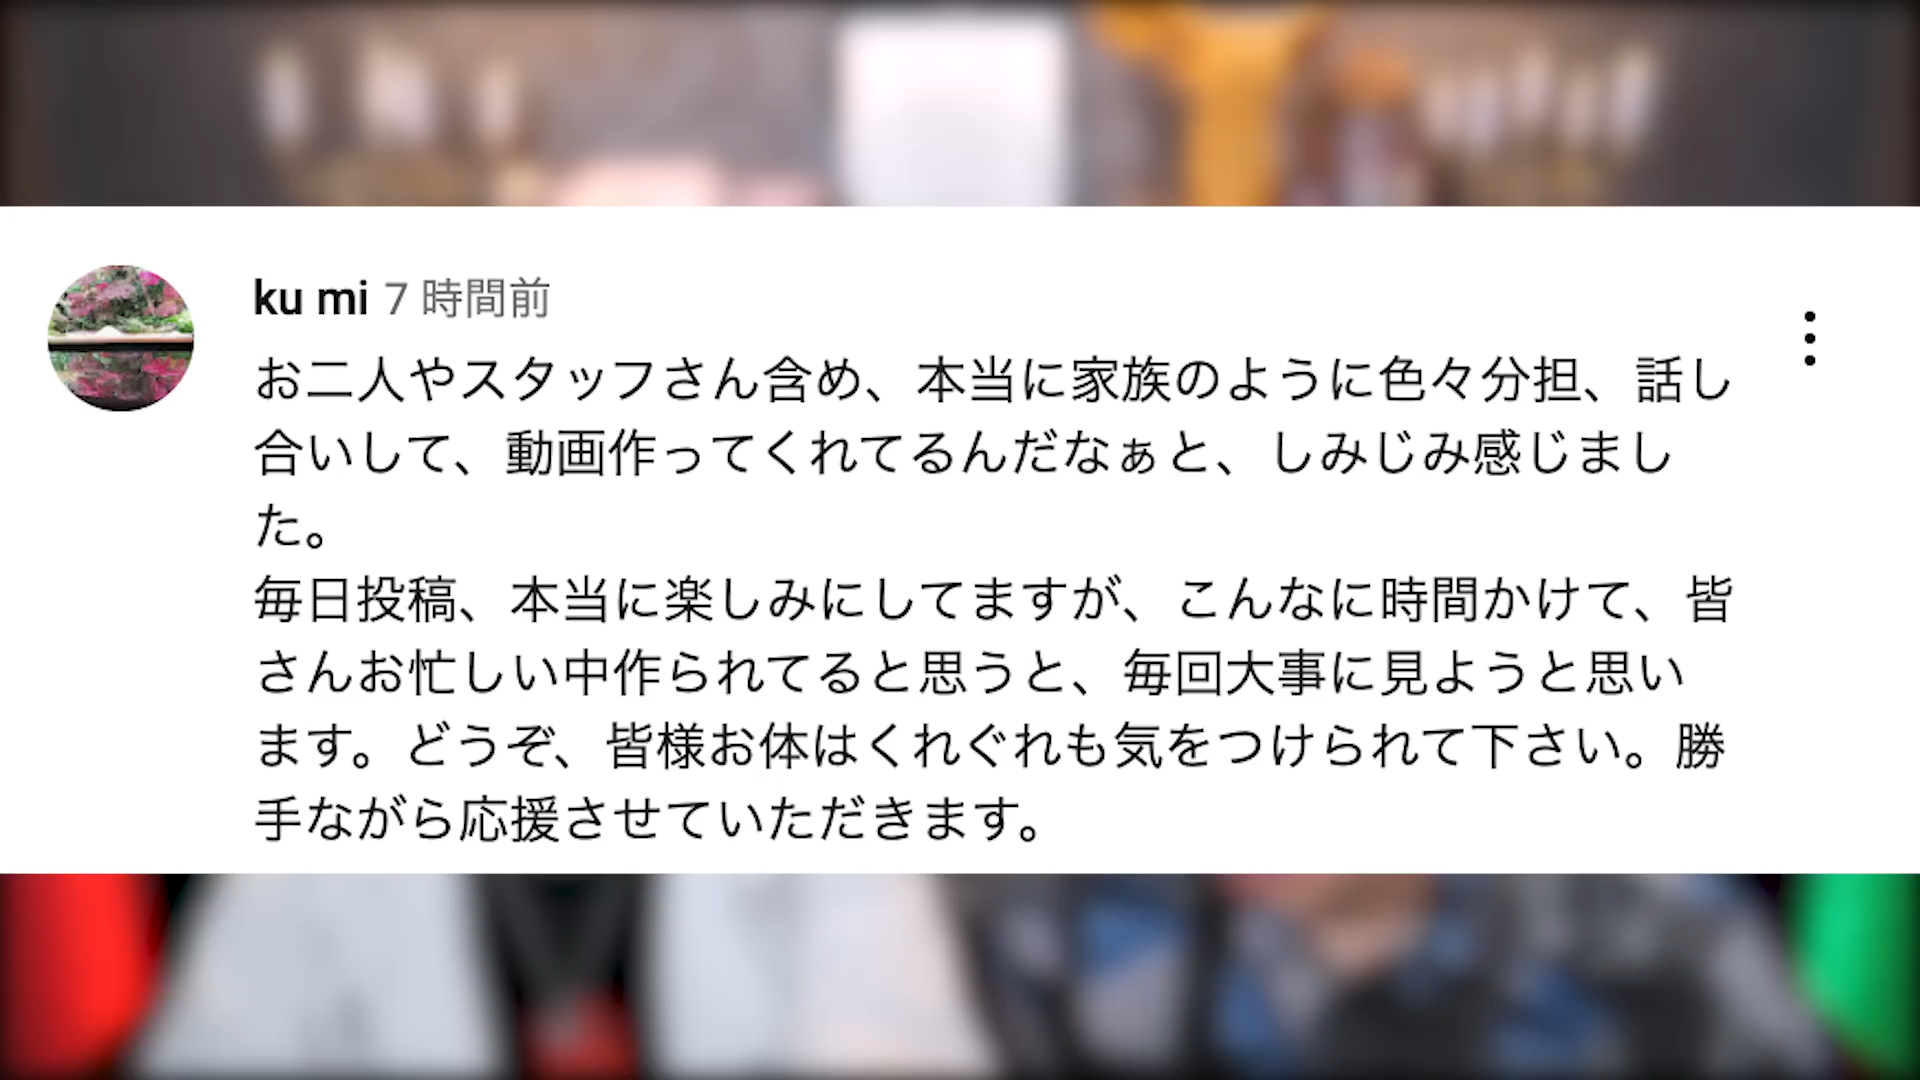 ku mi 7 時間前
お二人やスタッフさん含め、本当に家族のように色々分担、話し
合いして、動画作ってくれてるんだなぁと、しみじみ感じまし
た。
毎日投稿、本当に楽しみにしてますが、こんなに時間かけて、皆
さんお忙しい中作られてると思うと、毎回大事に見ようと思い
ます。どうぞ、皆様お体はくれぐれも気をつけられて下さい。勝
手ながら応援させていただきます。